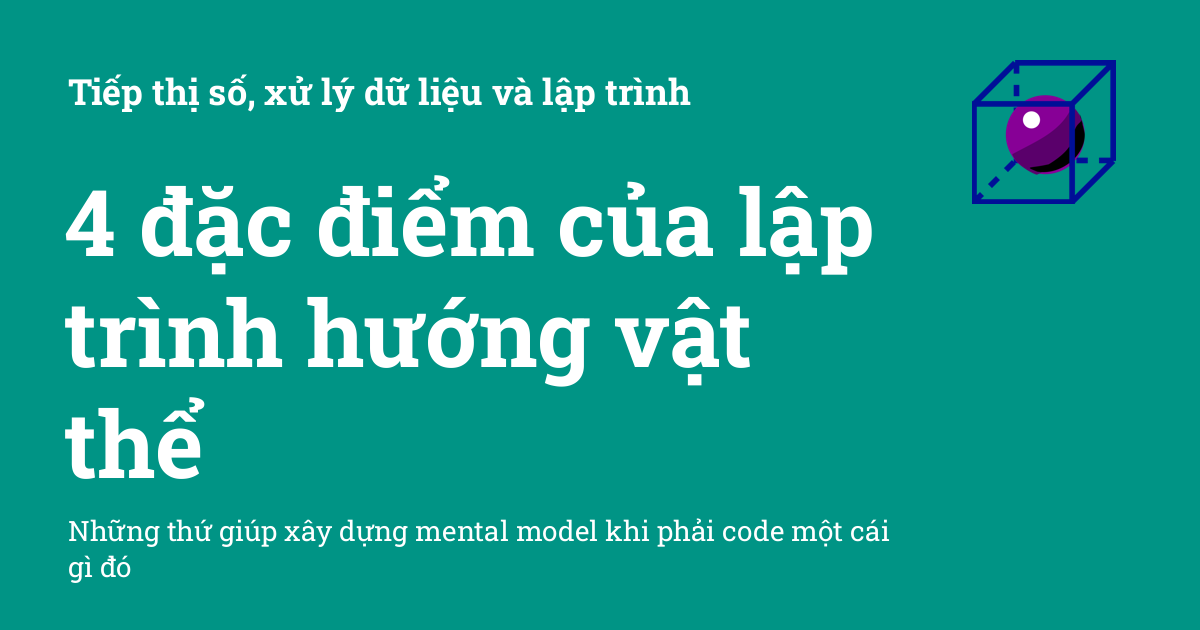 Tiếp thị số, xử lý dữ liệu và lập trình
4 đặc điểm của lập
trình hướng vật
thể
Những thứ giúp xây dựng mental model khi phải code một cái
gì đó